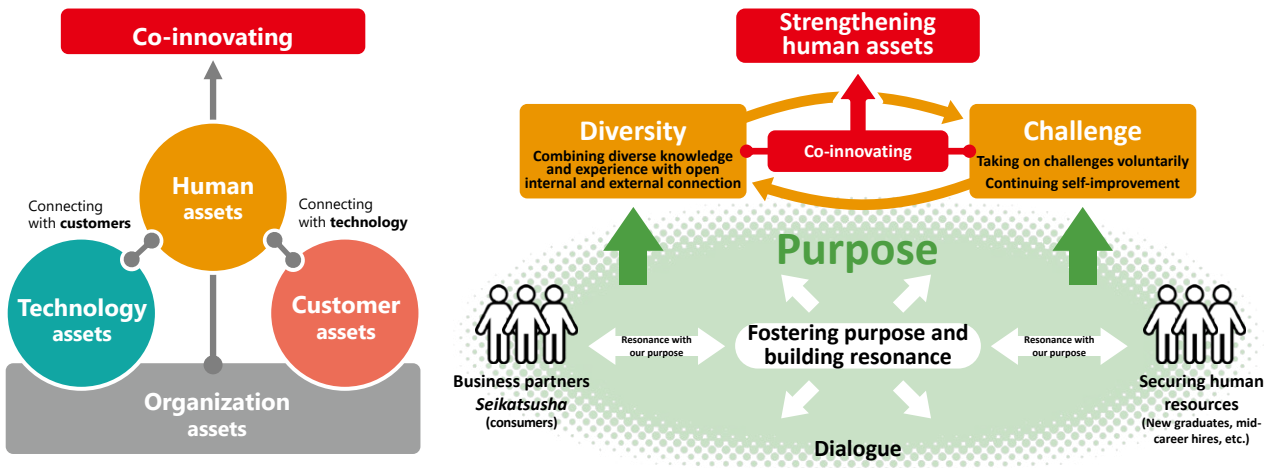 Co-innovating
Human
assets
Connecting
with customers
Connecting
with technology
Technology
assets
Customer
assets
Organization
assets
Strengthening
human assets
Diversity
Combining diverse knowledge
and experience with open
internal and external connection
Co-innovating
Challenge
Taking on challenges voluntarily
Continuing self-improvement
Purpose
Fostering purpose and
building resonance
Resonance with
our purpose
Resonance with
our purpose
Business partners
Seikatsusha
(consumers)
Securing human
resources
(New graduates, mid-
career hires, etc.)
Dialogue